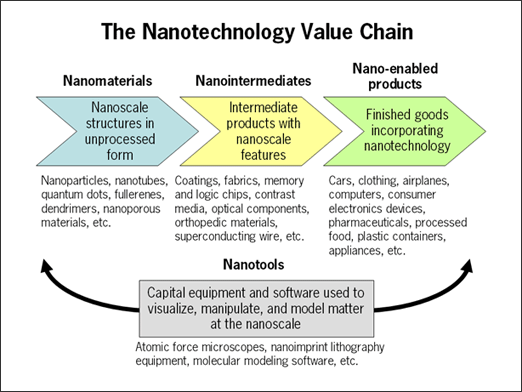 The Nanotechnology Value Chain
Nanomaterials
Nanoscale
structures in
unprocessed
form
Nanoparticles, nanotubes,
quantum dots, fullerenes,
dendrimers, nanoporous
materials, etc.
Nanointermediates
Intermediate
products with
nanoscale
features
Coatings, fabrics, memory
and logic chips, contrast
media, optical components,
orthopedic materials,
superconducting wire, etc.
Nano-enabled
products
Finished goods
incorporating
nanotechnology
Cars, clothing, airplanes,
computers, consumer
electronics devices,
pharmaceuticals, processed
food, plastic containers,
appliances, etc.
Nanotools
Capital equipment and software used to
visualize, manipulate, and model matter
at the nanoscale
Atomic force microscopes, nanoimprint lithography
equipment, molecular modeling software, etc.